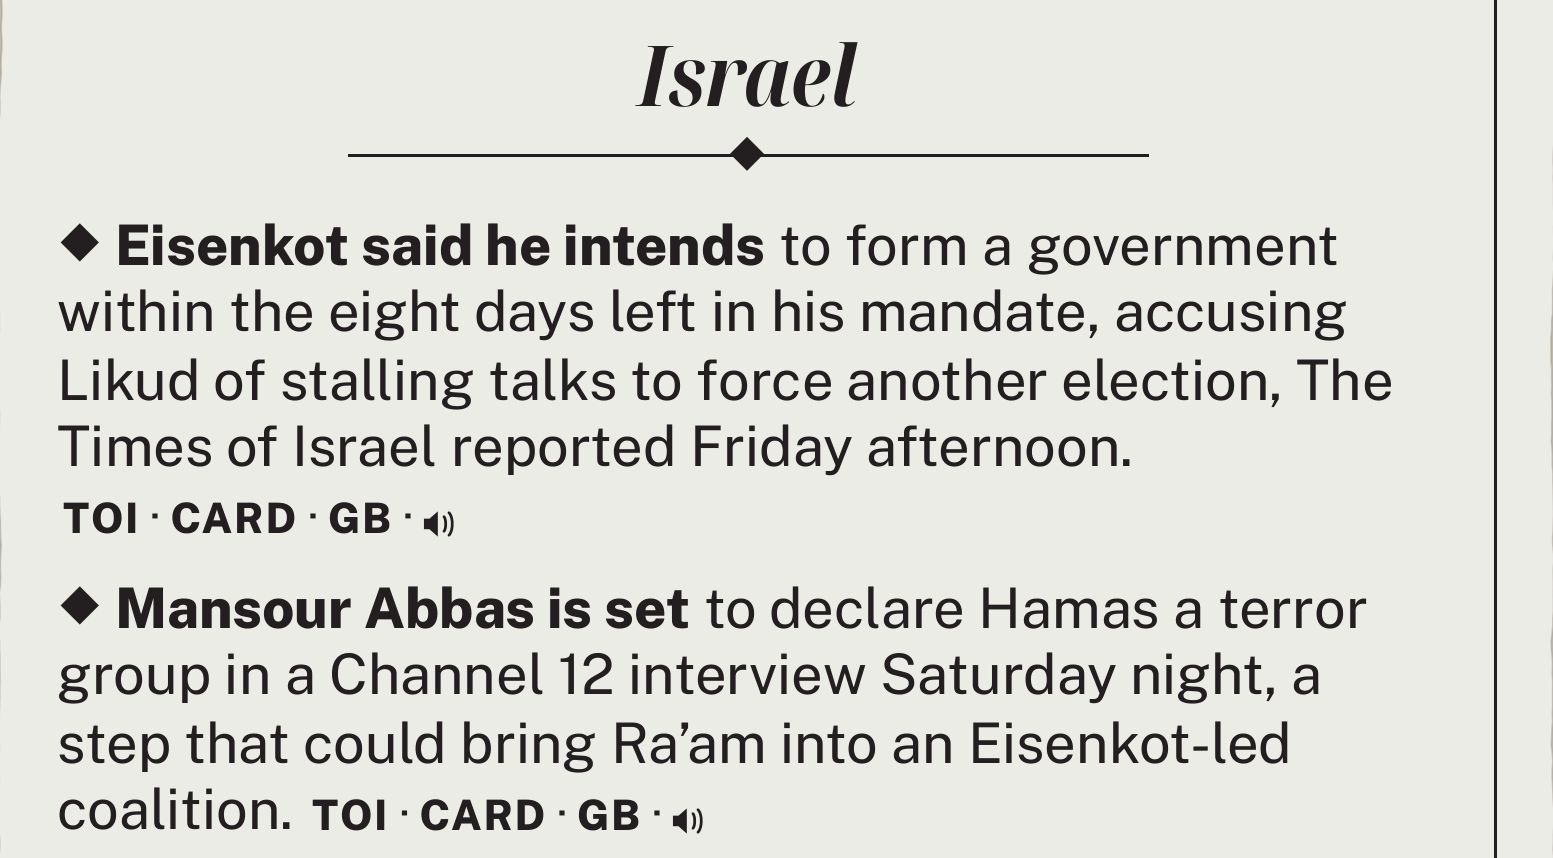 Israel
◆ Eisenkot said he intends to form a government
within the eight days left in his mandate, accusing
Likud of stalling talks to force another election, The
Times of Israel reported Friday afternoon.
TOI · CARD · GB ·
◆ Mansour Abbas is set to declare Hamas a terror
group in a Channel 12 interview Saturday night, a
step that could bring Ra’am into an Eisenkot-led
coalition. TOI · CARD · GB ·